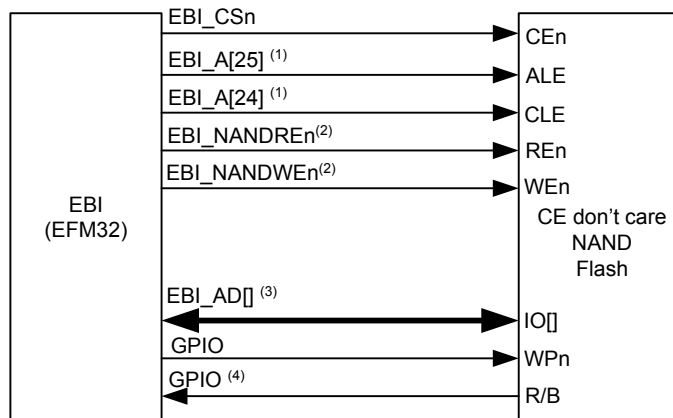 EBI_CSn
CEn
EBI_A[25] (1)
ALE
EBI_A[24] (1)
CLE
EBI_NANDREn(2)
REn
EBI_NANDWEn(2)
WEn
EBI
(EFM32)
CE don't care
NAND
Flash
EBI_AD[] (3)
IO[]
GPIO
WPn
GPIO (4)
R/B